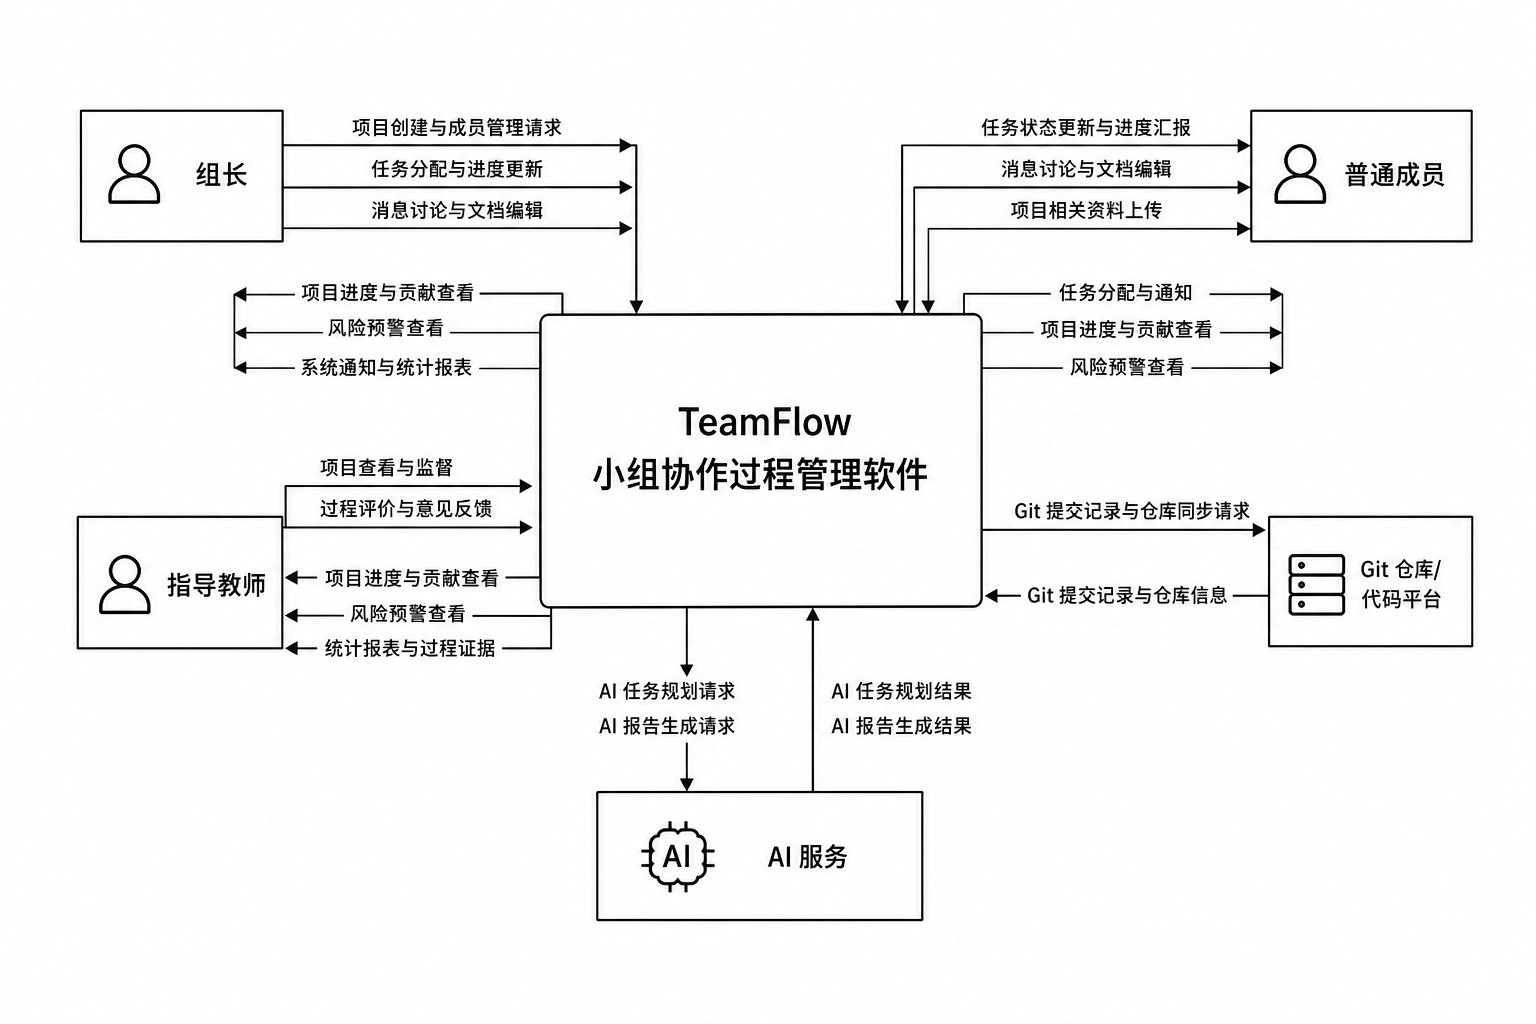 组长
项目创建与成员管理请求
任务分配与进度更新
消息讨论与文档编辑
任务状态更新与进度汇报
消息讨论与文档编辑
项目相关资料上传
普通成员
项目进度与贡献查看
风险预警查看
系统通知与统计报表
任务分配与通知
项目进度与贡献查看
风险预警查看
TeamFlow
小组协作过程管理软件
项目查看与监督
过程评价与意见反馈
指导教师
项目进度与贡献查看
风险预警查看
统计报表与过程证据
Git 提交记录与仓库同步请求
Git 提交记录与仓库信息
Git 仓库/
代码平台
AI 任务规划请求
AI 报告生成请求
AI 任务规划结果
AI 报告生成结果
AI
AI 服务